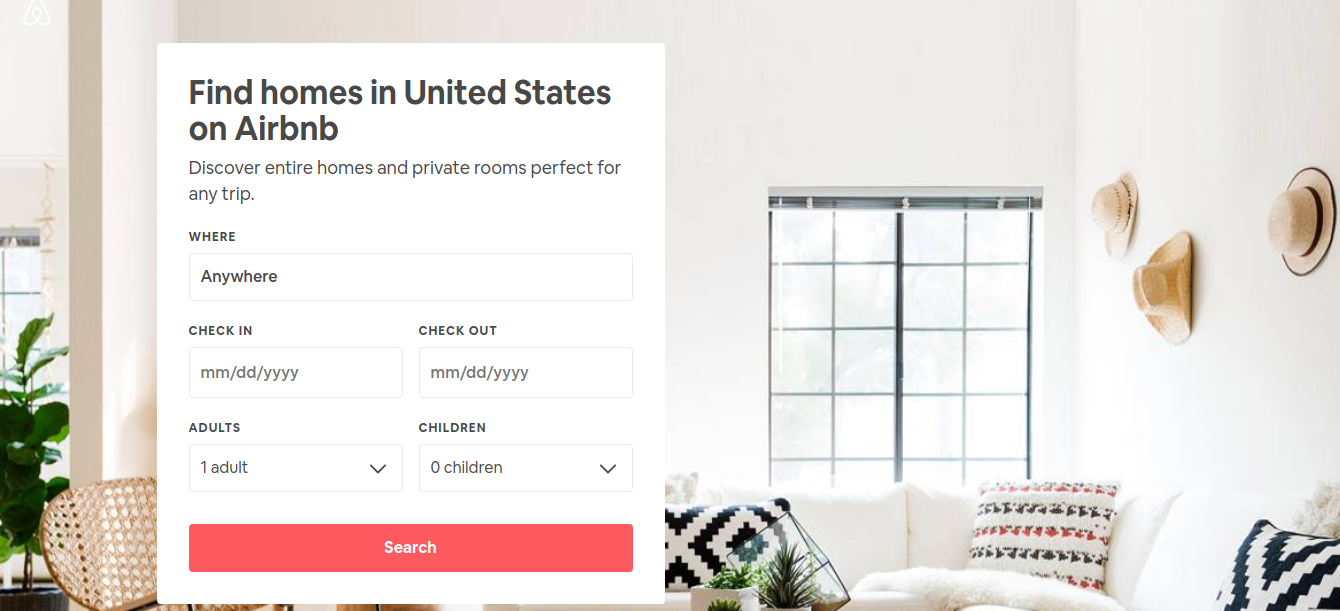 Find homes in United States
on Airbnb
Discover entire homes and private rooms perfect for
any trip.
WHERE
Anywhere
CHECK IN
CHECK OUT
mm/dd/yyyy
mm/dd/yyyy
ADULTS
CHILDREN
1 adult
0 children
Search